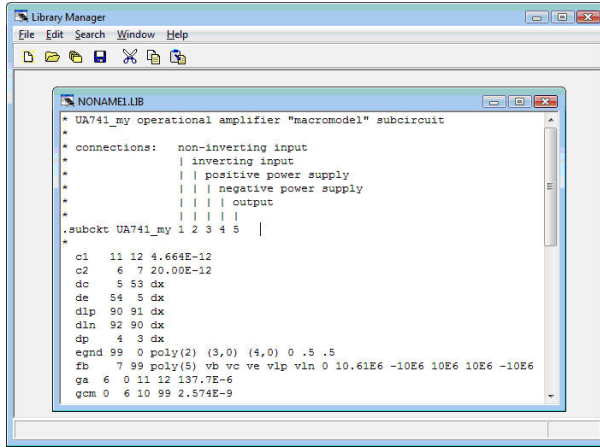 Library Manager
File Edit Search Window Help
NONAME1.LIB
* UA741_my operational amplifier "macromodel" subcircuit
*
* connections:   non-inverting input
*                | inverting input
*                | | positive power supply
*                | | | negative power supply
*                | | | | output
*                | | | | |
.subckt UA741_my 1 2 3 4 5
*
  c1   11 12 4.664E-12
  c2    6  7 20.00E-12
  dc    5 53 dx
  de   54  5 dx
  dlp  90 91 dx
  dln  92 90 dx
  dp    4  3 dx
  egnd 99  0 poly(2) (3,0) (4,0) 0 .5 .5
  fb    7 99 poly(5) vb vc ve vlp vln 0 10.61E6 -10E6 10E6 10E6 -10E6
  ga  6  0 11 12 137.7E-6
  gcm 0  6 10 99 2.574E-9